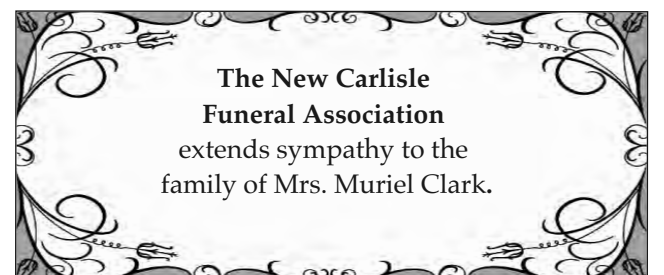 The New Carlisle
Funeral Association
extends sympathy to the
family of Mrs. Muriel Clark.